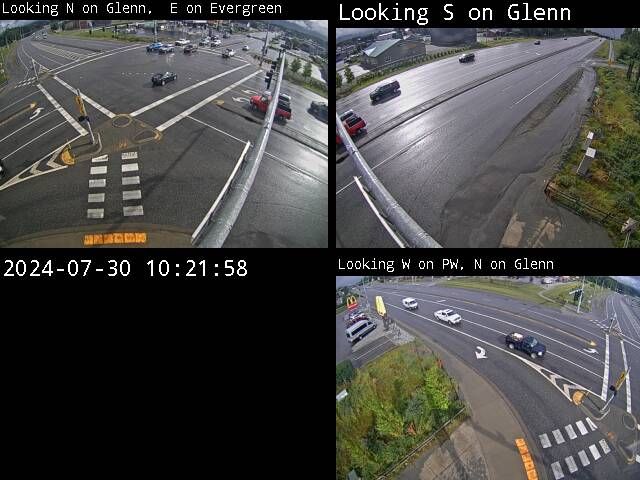 Looking N on Glenn,  E on Evergreen
Looking S on Glenn
2024-07-30 10:21:58
Looking W on PW, N on Glenn